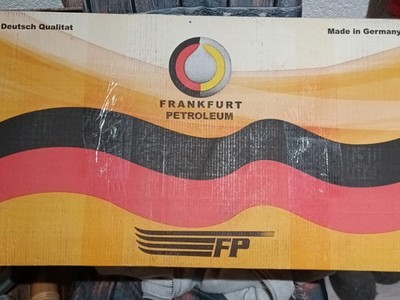 Deutsch Qualitat
Made in Germany
FRANKFURT
PETROLEUM
FP